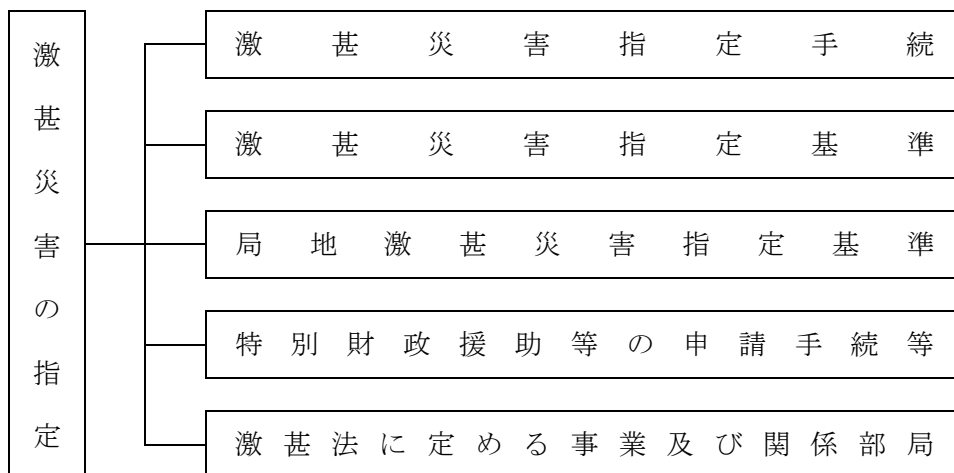 激甚災害の指定
激甚災害指定手続
激甚災害指定基準
局地激甚災害指定基準
特別財政援助等の申請手続等
激甚法に定める事業及び関係部局